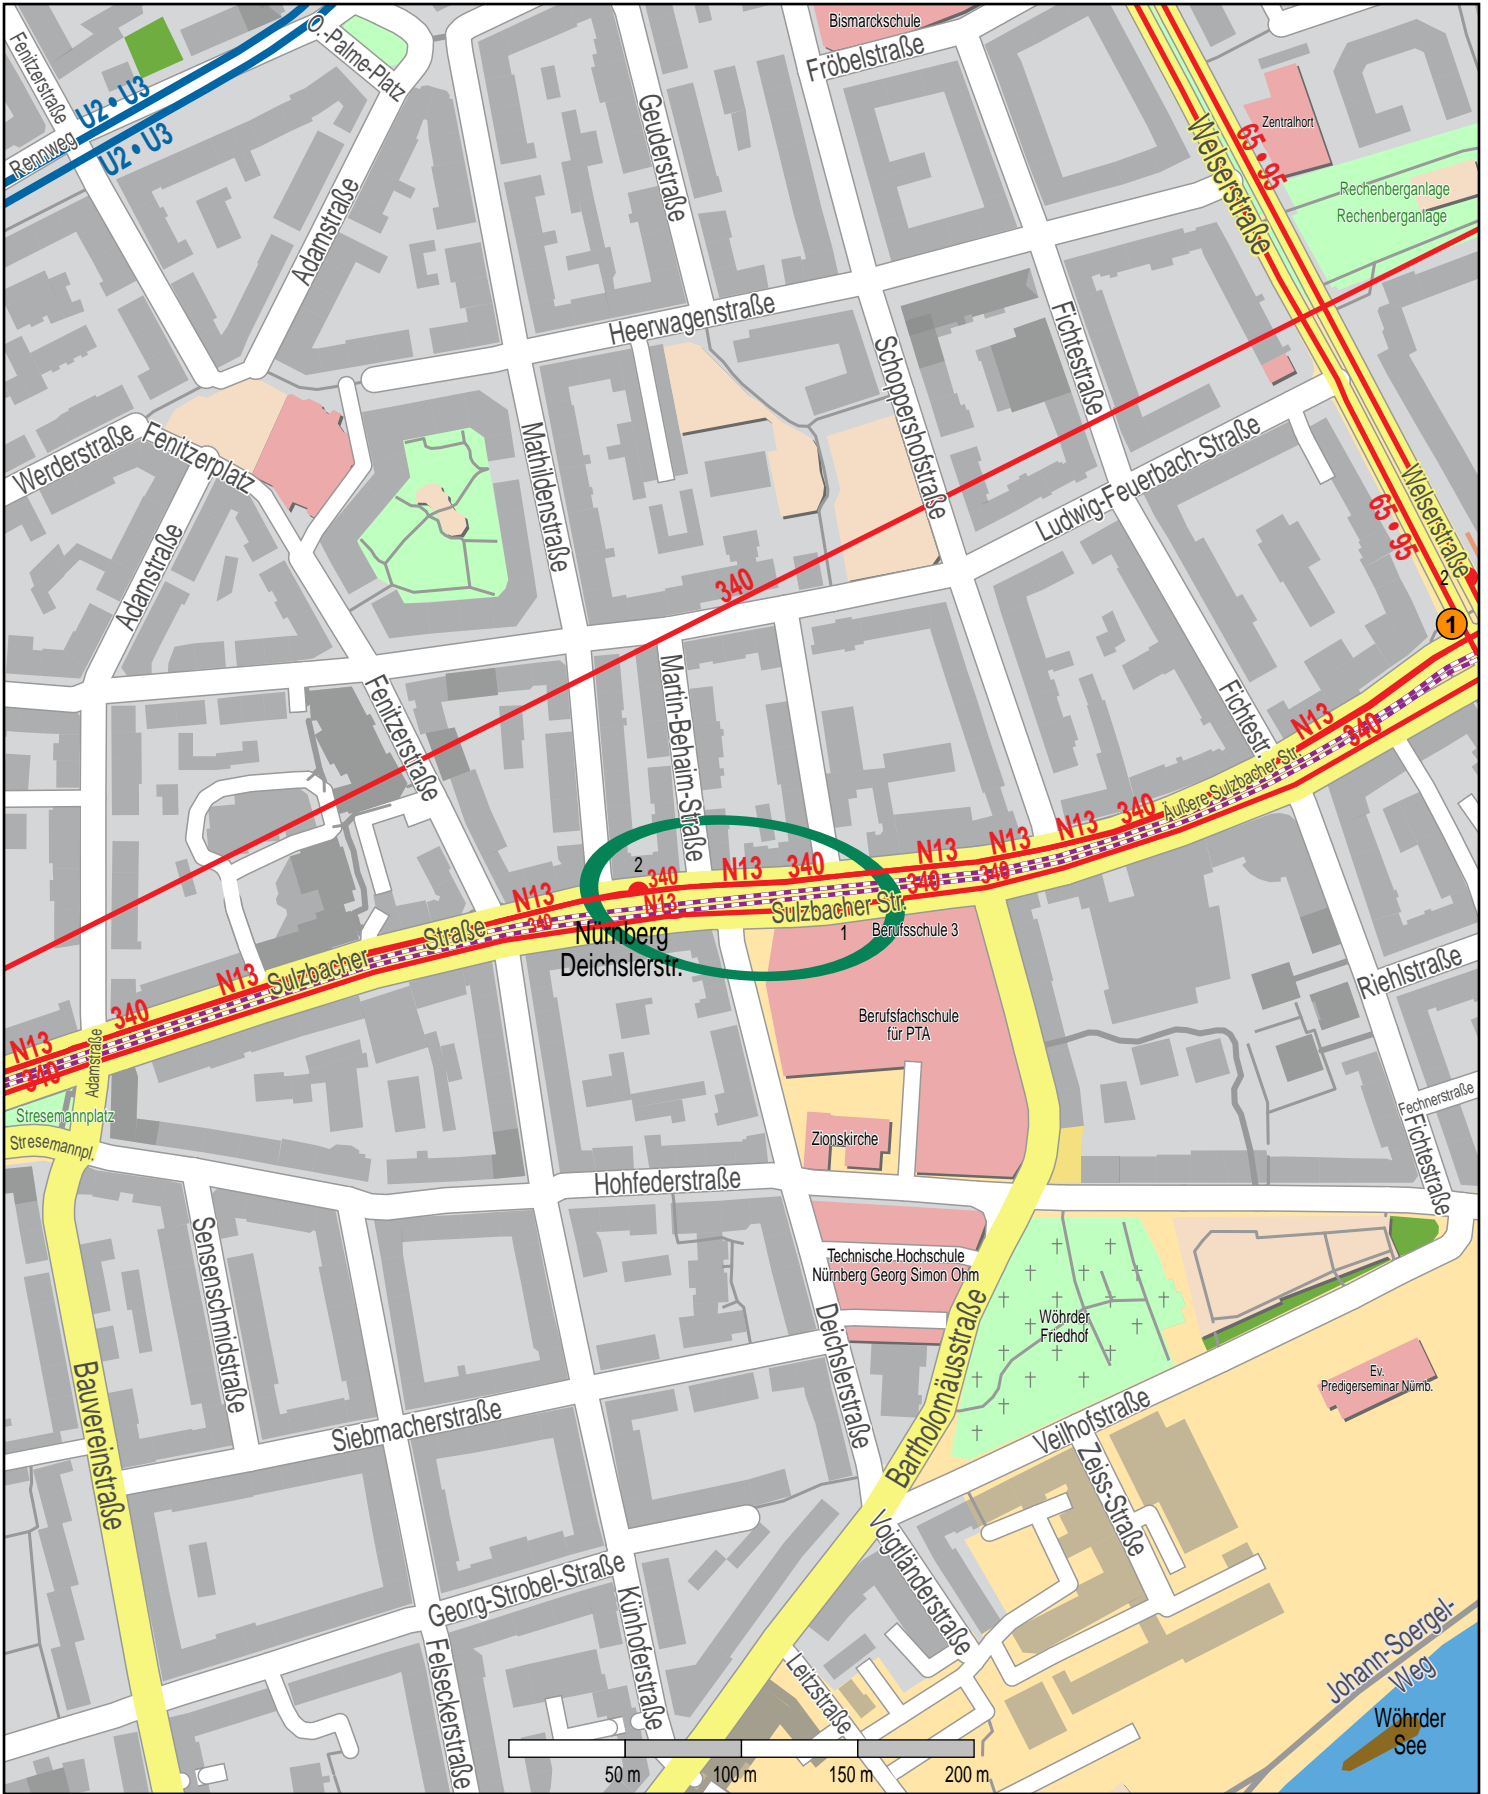 Bismarckschule
Fröbelstraße
Fenitzerstraße
O.-Palme-Platz
U2 • U3
Rennweg
U2 • U3
Geuderstraße
Welserstraße
65 • 95
Zentralhort
Rechenberganlage
Rechenberganlage
Adamstraße
Heerwagenstraße
Fichtestraße
Schoppershofstraße
Werderstraße
Fenitzerplatz
Mathildenstraße
Ludwig-Feuerbach-Straße
Welserstraße
65 • 95
Adamstraße
340
2
1
Fenitzerstraße
Martin-Behaim-Straße
Fichtestr.
N13
340
Äußere Sulzbacher Str.
340
N13
N13
N13
340
N13
2
340
N13
340
340
N13
340
Sulzbacher Str.
1
Berufsschule 3
N13
Sulzbacher
Straße
Nürnberg
Deichslerstr.
N13
340
N13
340
Adamstraße
Riehlstraße
Berufsfachschule
für PTA
Stresemannplatz
Stresemannpl.
Fechnerstraße
Fichtestraße
Zionskirche
Hohfederstraße
Sensenschmidstraße
Technische Hochschule
Nürnberg Georg Simon Ohm
Wöhrder
Friedhof
Deichslerstraße
Bartholomäusstraße
Ev.
Predigerseminar Nürnb.
Bauvereinstraße
Siebmacherstraße
Veilhofstraße
Zeiss-Straße
Voigtländerstraße
Georg-Strobel-Straße
Künhoferstraße
Felseckerstraße
Leitzstraße
Johann-Soergel-
Weg
Wöhrder
See
50 m
100 m
150 m
200 m